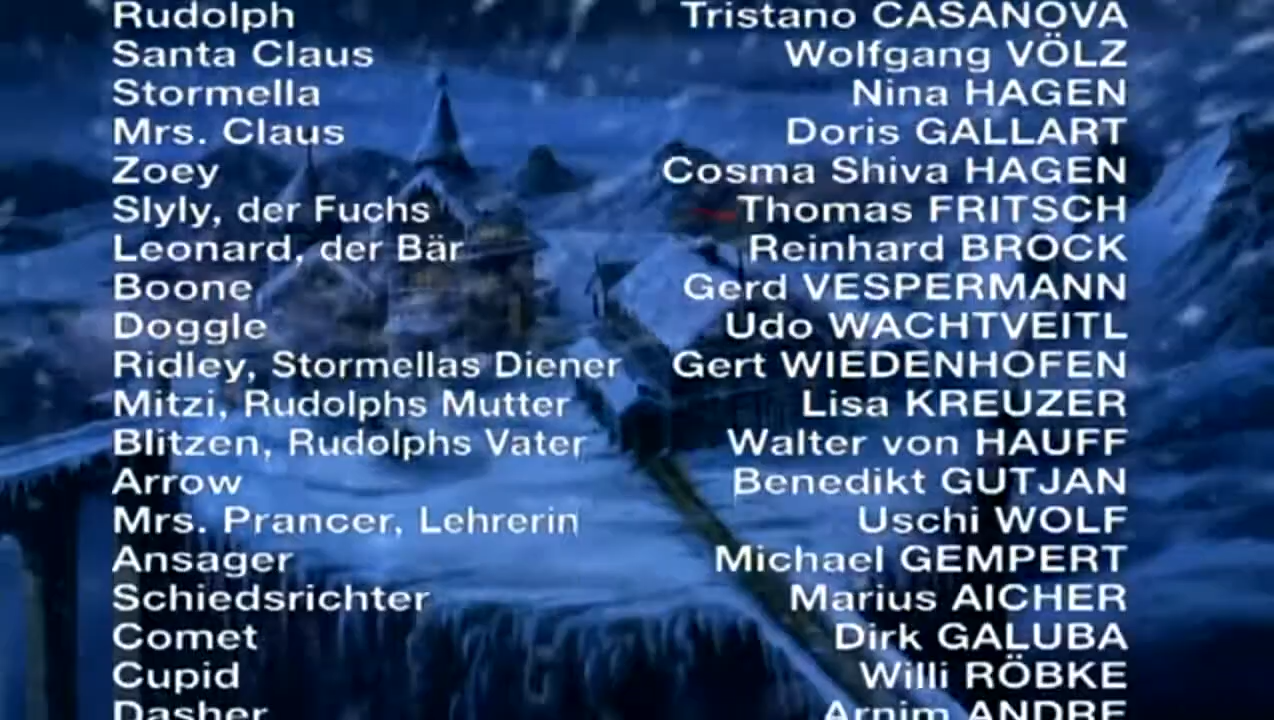 Rudolph Tristano CASANOVA
Santa Claus Wolfgang VÖLZ
Stormella Nina HAGEN
Mrs. Claus Doris GALLART
Zoey Cosma Shiva HAGEN
Slyly, der Fuchs Thomas FRITSCH
Leonard, der Bär Reinhard BROCK
Boone Gerd VESPERMANN
Doggle Udo WACHTVEITL
Ridley, Stormellas Diener Gert WIEDENHOFEN
Mitzi, Rudolphs Mutter Lisa KREUZER
Blitzen, Rudolphs Vater Walter von HAUFF
Arrow Benedikt GUTJAN
Mrs. Prancer, Lehrerin Uschi WOLF
Ansager Michael GEMPERT
Schiedsrichter Marius AICHER
Comet Dirk GALUBA
Cupid Willi RÖBKE
Dasher Arnim ANDRE